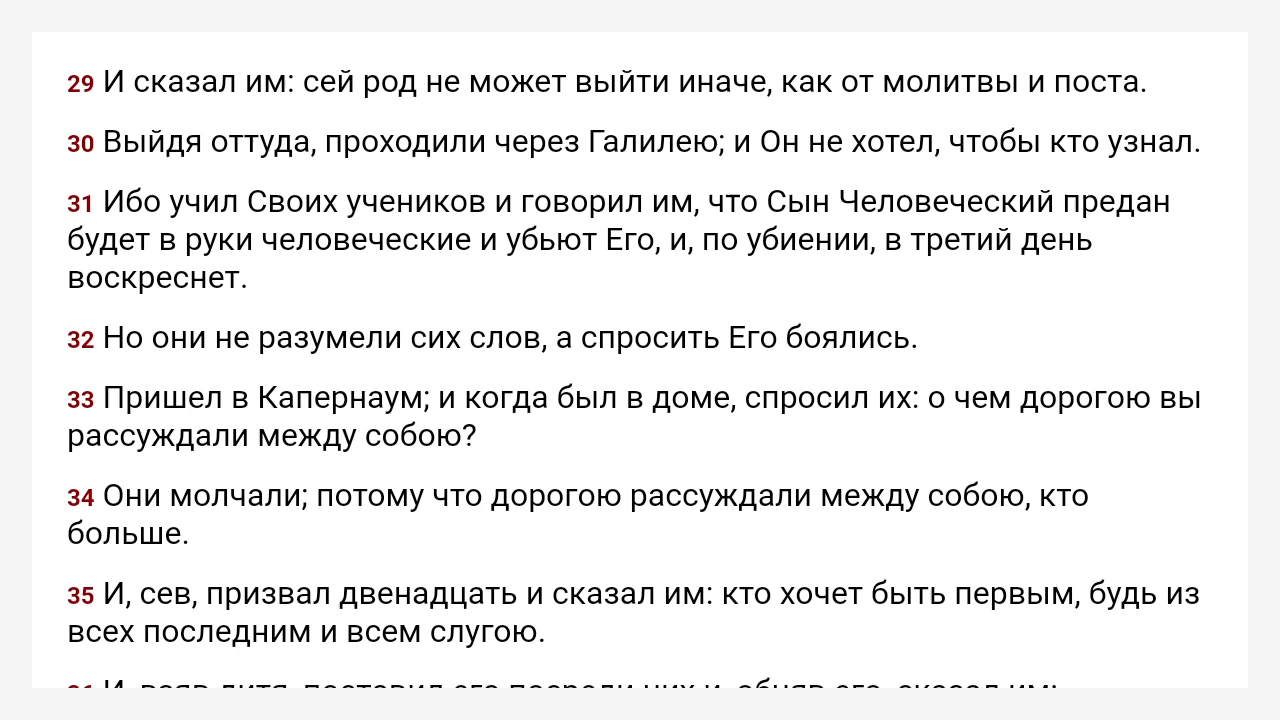 29 И сказал им: сей род не может выйти иначе, как от молитвы и поста.
30 Выйдя оттуда, проходили через Галилею; и Он не хотел, чтобы кто узнал.
31 Ибо учил Своих учеников и говорил им, что Сын Человеческий предан
будет в руки человеческие и убьют Его, и, по убиении, в третий день
воскреснет.
32 Но они не разумели сих слов, а спросить Его боялись.
33 Пришел в Капернаум; и когда был в доме, спросил их: о чем дорогою вы
рассуждали между собою?
34 Они молчали; потому что дорогою рассуждали между собою, кто
больше.
35 И, сев, призвал двенадцать и сказал им: кто хочет быть первым, будь из
всех последним и всем слугою.